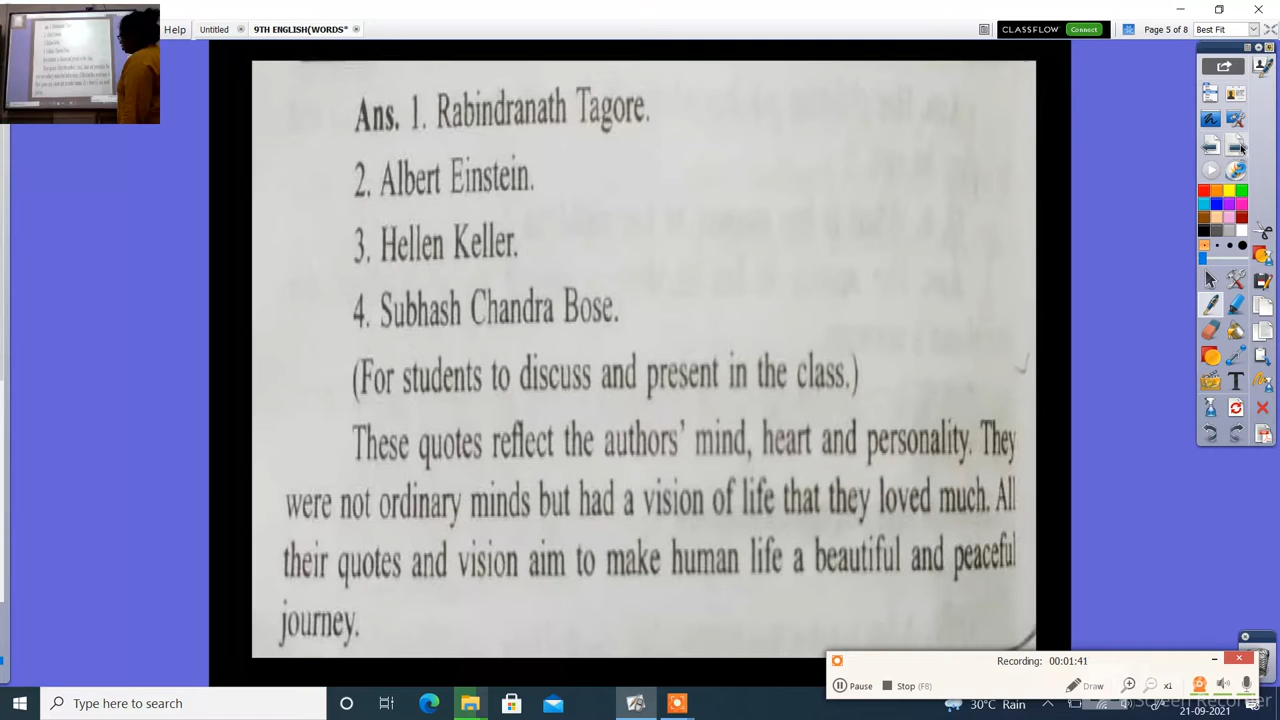 Help
Untitled
9TH ENGLISH(WORDS*
CLASSFLOW Connect
Page 5 of 8
Best Fit
Ans. 1. Rabindranath Tagore.
2. Albert Einstein.
3. Hellen Keller.
4. Subhash Chandra Bose.
(For students to discuss and present in the class.)
These quotes reflect the authors' mind, heart and personality. They
were not ordinary minds but had a vision of life that they loved much. All
their quotes and vision aim to make human life a beautiful and peaceful
journey.
Recording: 00:01:41
Pause
Stop (F8)
Draw
x1
Type here to search
30°C Rain
21-09-2021